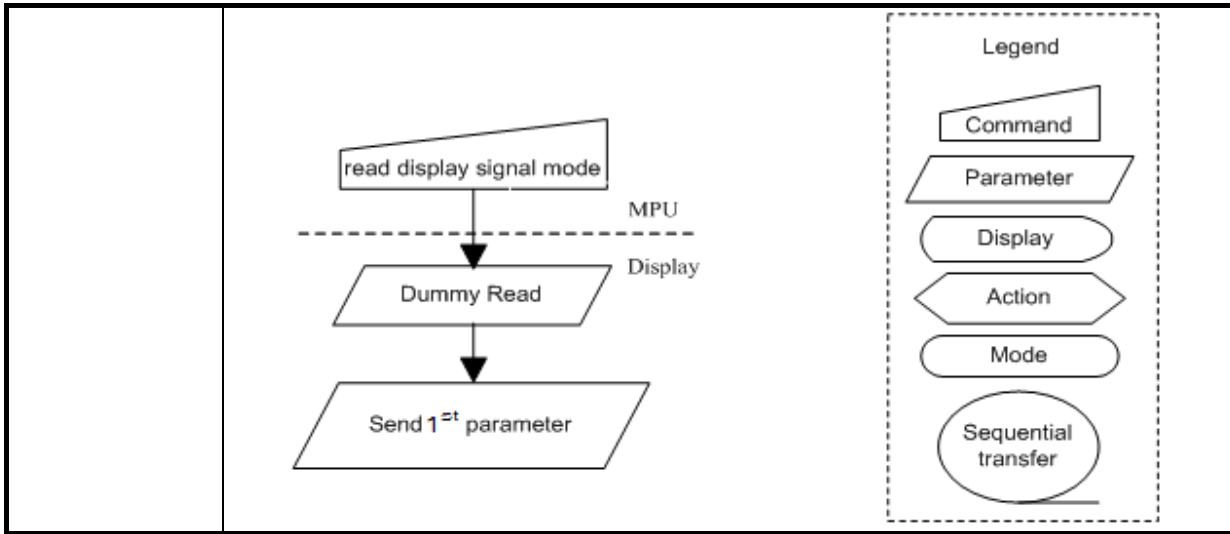 read display signal mode
MPU
Display
Dummy Read
Send 1st parameter
Legend
Command
Parameter
Display
Action
Mode
Sequential
transfer